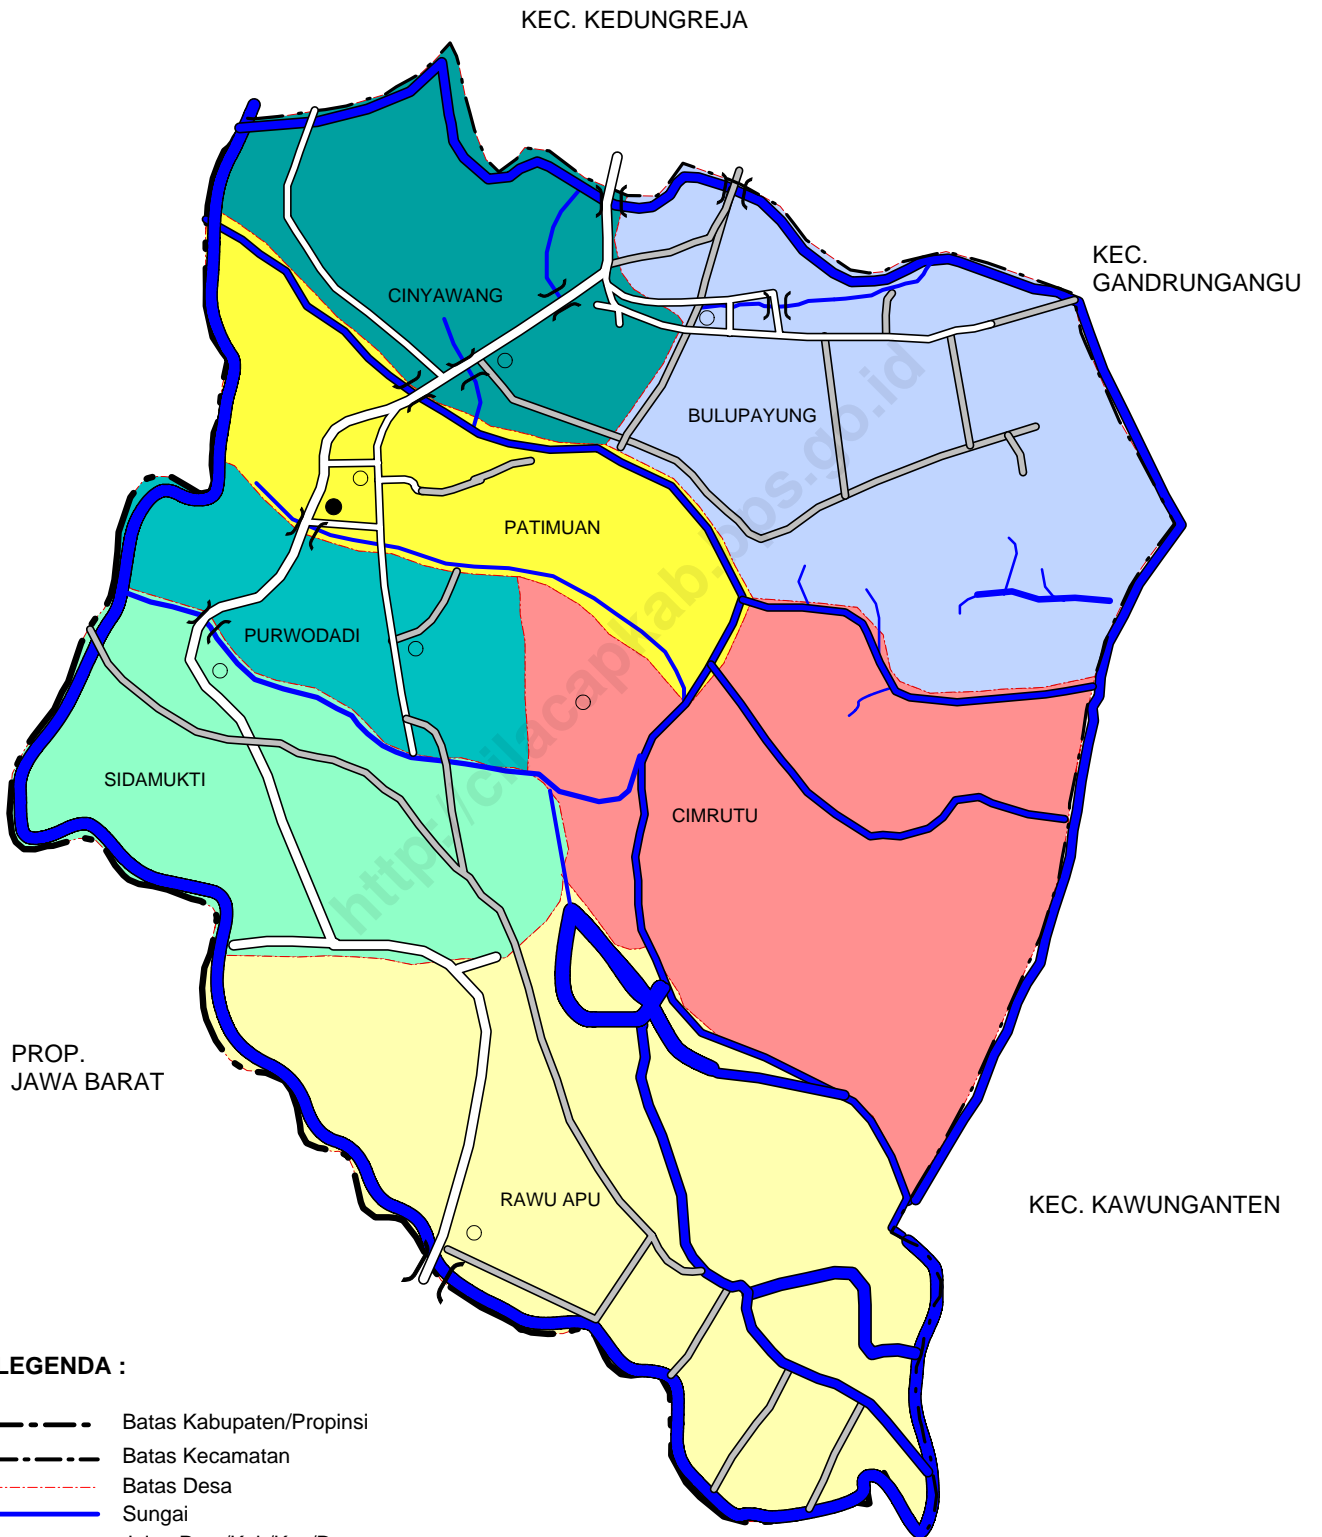 KEC. KEDUNGREJA
KEC.
GANDRUNGANGU
CINYAWANG
BULUPAYUNG
PATIMUAN
PURWODADI
SIDAMUKTI
CIMRUTU
http://cilacapkab.bps.go.id
PROP.
JAWA BARAT
RAWU APU
KEC. KAWUNGANTEN
LEGENDA :
Batas Kabupaten/Propinsi
Batas Kecamatan
Batas Desa
Sungai